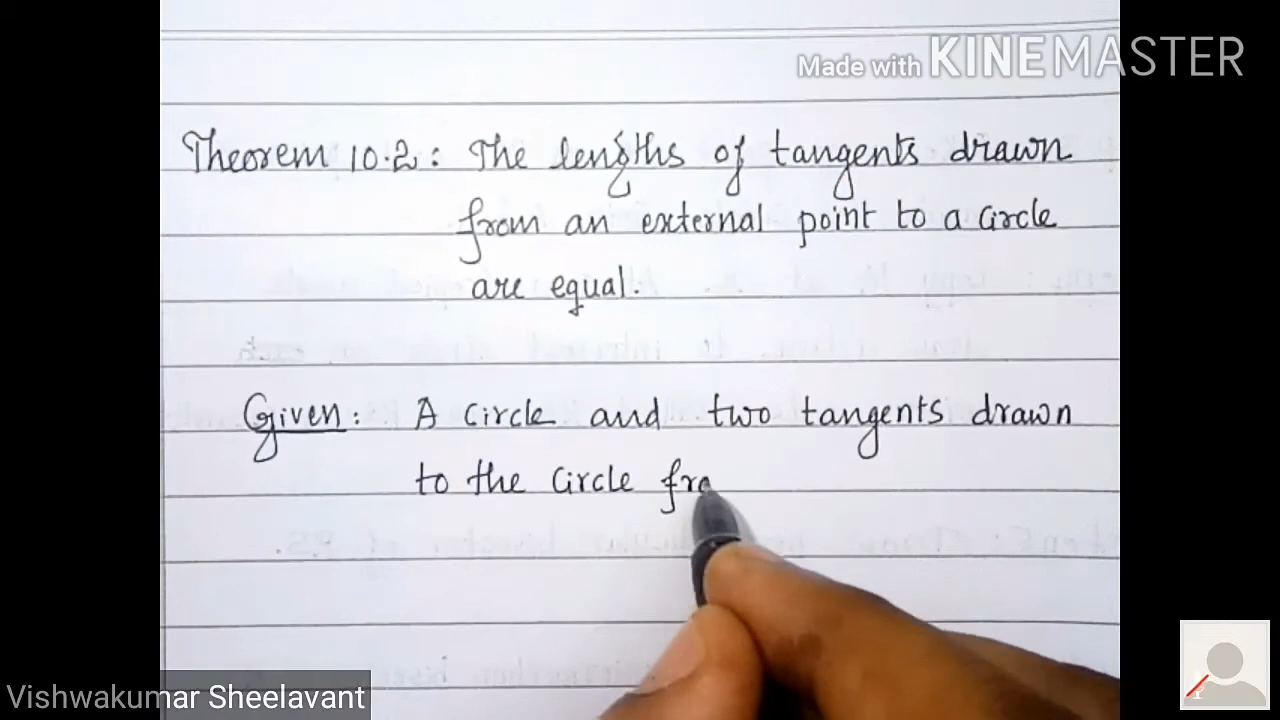 Made with KINEMASTER
Theorem 10.2: The lengths of tangents drawn
from an external point to a circle
are equal.
Given: A circle and two tangents drawn
to the circle fro
Vishwakumar Sheelavant